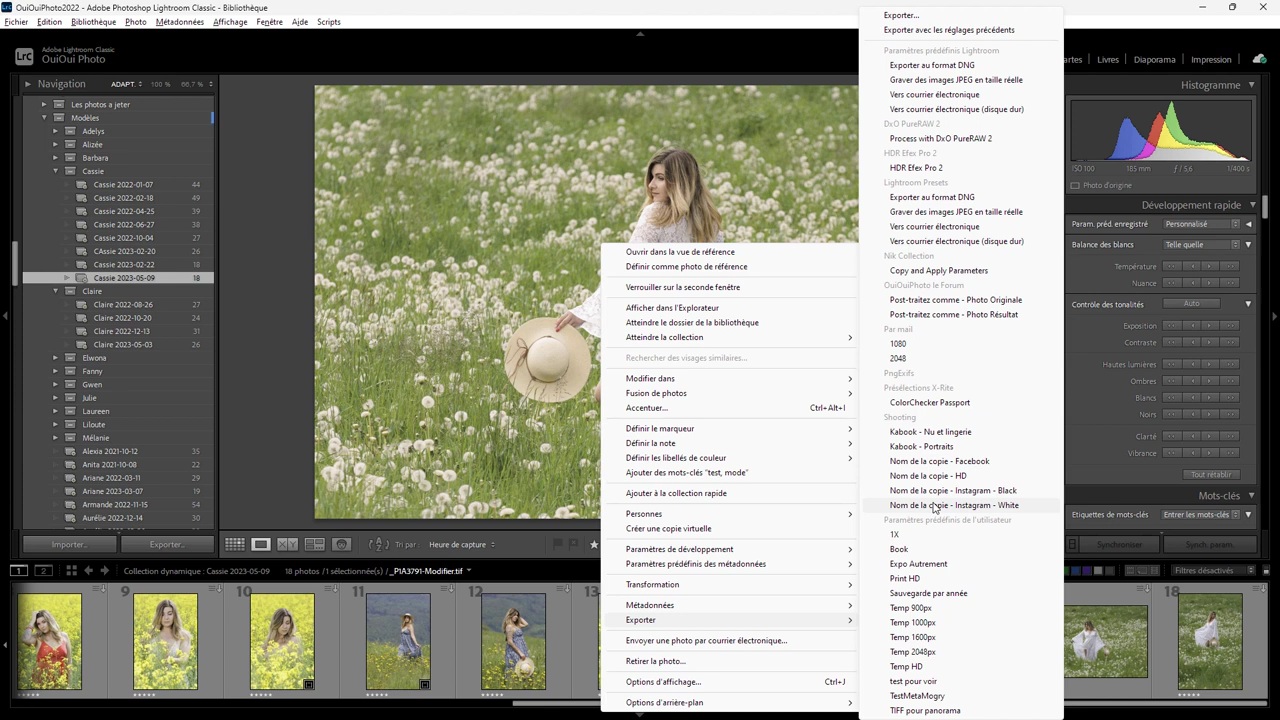 OuiOuiPhoto2022 - Adobe Photoshop Lightroom Classic - Bibliothèque
Fichier Edition Bibliothèque Photo Métadonnées Affichage Fenêtre Aide Scripts
Lrc
Adobe Lightroom Classic
OuiOui Photo
artes | Livres | Diaporama | Impression
Navigation ADAPT. 100 % 66,7 %
Les photos a jeter
Modèles
Adelys
Alizée
Barbara
Cassie
Cassie 2022-01-07 44
Cassie 2022-02-18 49
Cassie 2022-04-25 39
Cassie 2022-06-27 38
Cassie 2022-10-04 27
CAssie 2023-02-20 26
Cassie 2023-02-22 18
Cassie 2023-05-09 18
Claire
Claire 2022-08-26 27
Claire 2022-10-20 24
Claire 2022-12-13 31
Claire 2023-05-03 26
Elwona
Fanny
Gwen
Julie
Laureen
Liloute
Mélanie
Alexia 2021-10-12 35
Anita 2021-10-08 22
Ariane 2022-03-11 47
Ariane 2023-03-07 19
Armande 2022-11-15 54
Aurélie 2022-12-14 30
Importer... Exporter...
Ouvrir dans la vue de référence
Définir comme photo de référence
Verrouiller sur la seconde fenêtre
Afficher dans l'Explorateur
Atteindre le dossier de la bibliothèque
Atteindre la collection
Rechercher des visages similaires...
Modifier dans
Fusion de photos
Accentuer... Ctrl+Alt+I
Définir le marqueur
Définir la note
Définir les libellés de couleur
Ajouter des mots-clés "test, mode"
Ajouter à la collection rapide
Personnes
Créer une copie virtuelle
Paramètres de développement
Paramètres prédéfinis des métadonnées
Transformation
Métadonnées
Exporter
Envoyer une photo par courrier électronique...
Retirer la photo...
Options d'affichage... Ctrl+J
Options d'arrière-plan
Exporter...
Exporter avec les réglages précédents
Paramètres prédéfinis Lightroom
Exporter au format DNG
Graver des images JPEG en taille réelle
Vers courrier électronique
Vers courrier électronique (disque dur)
DxO PureRAW 2
Process with DxO PureRAW 2
HDR Efex Pro 2
HDR Efex Pro 2
Lightroom Presets
Exporter au format DNG
Graver des images JPEG en taille réelle
Vers courrier électronique
Vers courrier électronique (disque dur)
Nik Collection
Copy and Apply Parameters
OuiOuiPhoto le Forum
Post-traitez comme - Photo Originale
Post-traitez comme - Photo Résultat
Par mail
1080
2048
PngExifs
Présélections X-Rite
ColorChecker Passport
Shooting
Kabook - Nu et lingerie
Kabook - Portraits
Nom de la copie - Facebook
Nom de la copie - HD
Nom de la copie - Instagram - Black
Nom de la copie - Instagram - White
Paramètres prédéfinis de l'utilisateur
1X
Book
Expo Autrement
Print HD
Sauvegarde par année
Temp 900px
Temp 1000px
Temp 1600px
Temp 2048px
Temp HD
test pour voir
TestMetaMogry
TIFF pour panorama
Histogramme
ISO 100 185 mm ƒ / 5,6 1/400 s
Photo d'origine
Développement rapide
Param. préd. enregistré Personnalisé
Balance des blancs Telle quelle
Température
Nuance
Contrôle des tonalités Auto
Exposition
Contraste
Hautes lumières
Ombres
Blancs
Noirs
Clarté
Vibrance
Tout rétablir
Mots-clés
Etiquettes de mots-clés Entrer les mots-clés
Synchroniser Synch. param.
Tri par : Heure de capture
1 2 Collection dynamique : Cassie 2023-05-09 18 photos /1 sélectionnée(s) / _P1A3791-Modifier.tif
Filtres désactivés
9 10 11 12 13 18